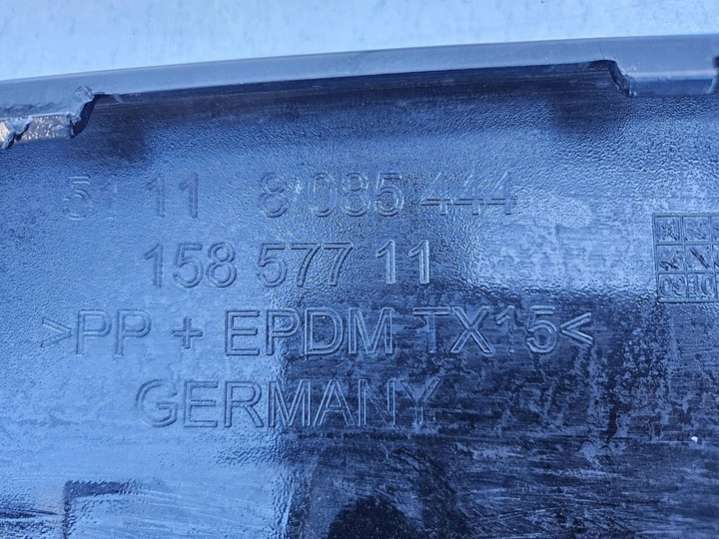 51 11 8 085 444
158 577 11
>PP + EPDM TX15<
GERMANY